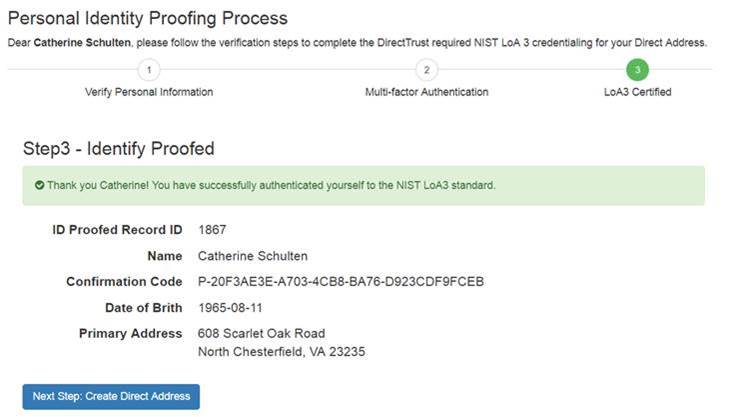 Personal Identity Proofing Process
Dear Catherine Schulten, please follow the verification steps to complete the DirectTrust required NIST LoA 3 credentialing for your Direct Address.
1 2 3
Verify Personal Information Multi-factor Authentication LoA3 Certified
Step3 - Identify Proofed
Thank you Catherine! You have successfully authenticated yourself to the NIST LoA3 standard.
ID Proofed Record ID 1867
Name Catherine Schulten
Confirmation Code P-20F3AE3E-A703-4CB8-BA76-D923CDF9FCEB
Date of Brith 1965-08-11
Primary Address 608 Scarlet Oak Road
North Chesterfield, VA 23235
Next Step: Create Direct Address